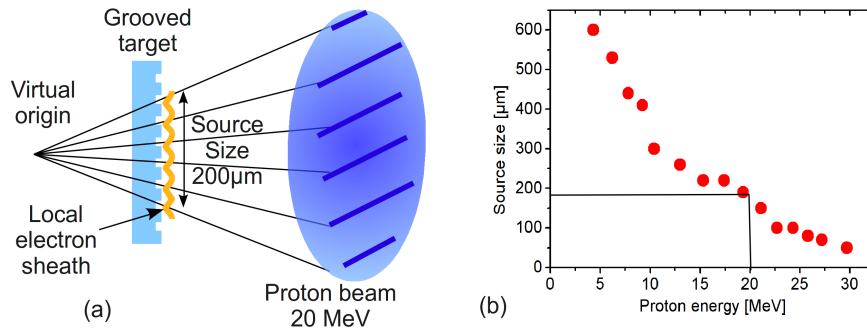 Grooved
target
Virtual
origin
Source
Size
200μm
Local
electron
sheath
(a)
Proton beam
20 MeV
Source size [μm]
600
500
400
300
200
100
0
0 5 10 15 20 25 30
Proton energy [MeV]
(b)